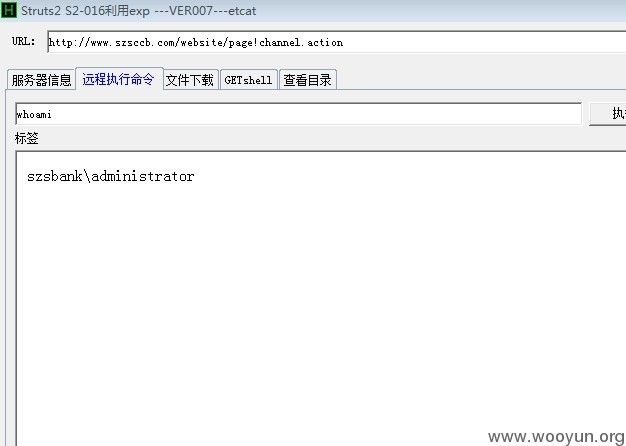 Struts2 S2-016利用exp ---VER007---etcat
URL: http://www.szsccb.com/website/page!channel.action
服务器信息 远程执行命令 文件下载 GETshell 查看目录
whoami 执
标签
szsbank\administrator
www.wooyun.org